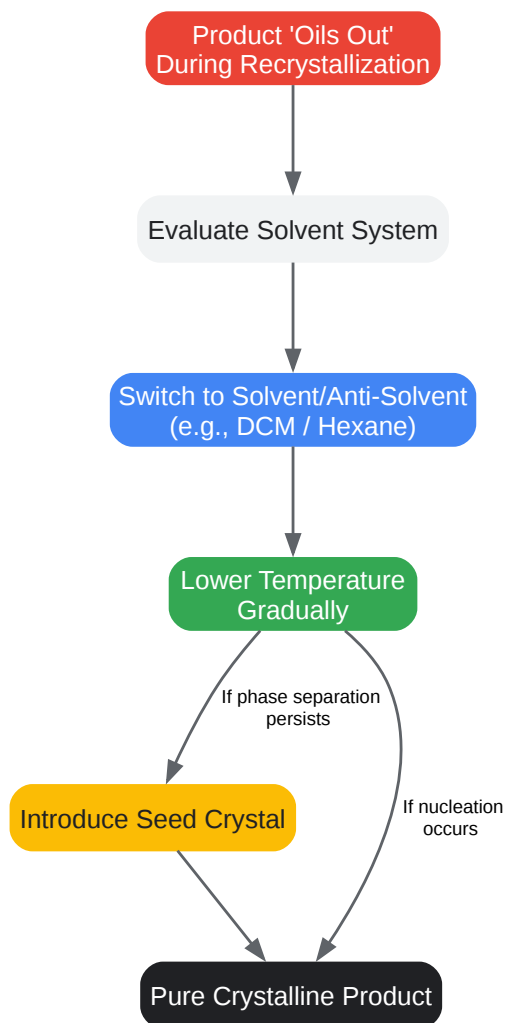 Product 'Oils Out'
During Recrystallization
Evaluate Solvent System
Switch to Solvent/Anti-Solvent
(e.g., DCM / Hexane)
Lower Temperature
Gradually
If phase separation
persists
Introduce Seed Crystal
If nucleation
occurs
Pure Crystalline Product